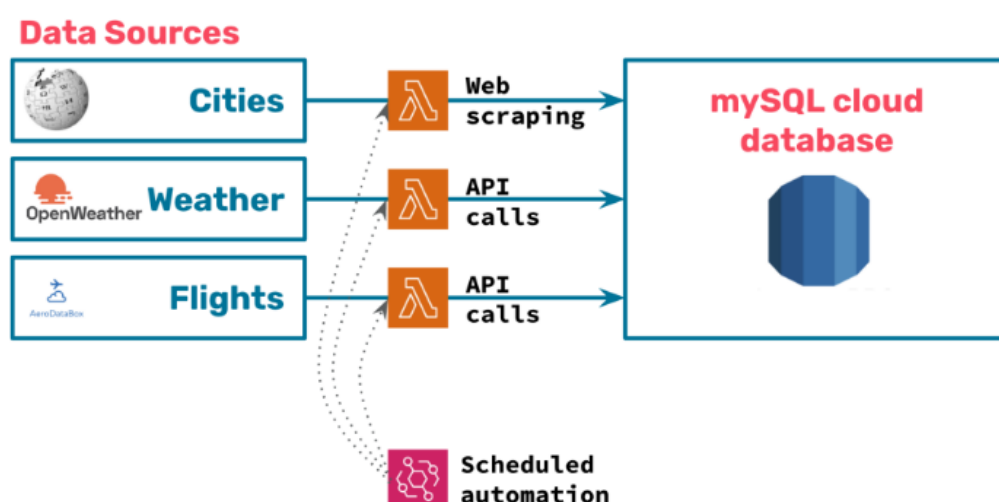 Data Sources
Cities
Web
scraping
mySQL cloud
database
OpenWeather
Weather
API
calls
AeroDataBox
Flights
API
calls
Scheduled
automation